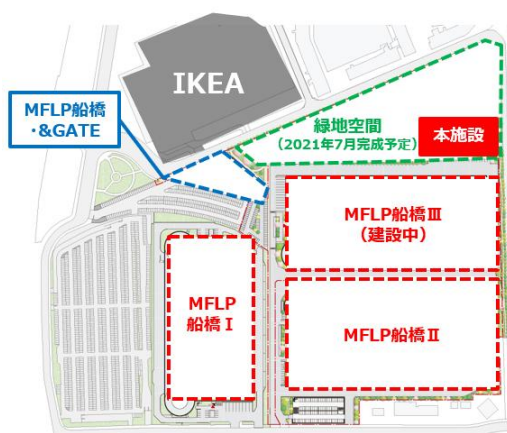 IKEA
MFLP船橋
・&GATE
緑地空間
(2021年7月完成予定)
本施設
MFLP船橋Ⅲ
(建設中)
MFLP
船橋Ⅰ
MFLP船橋Ⅱ